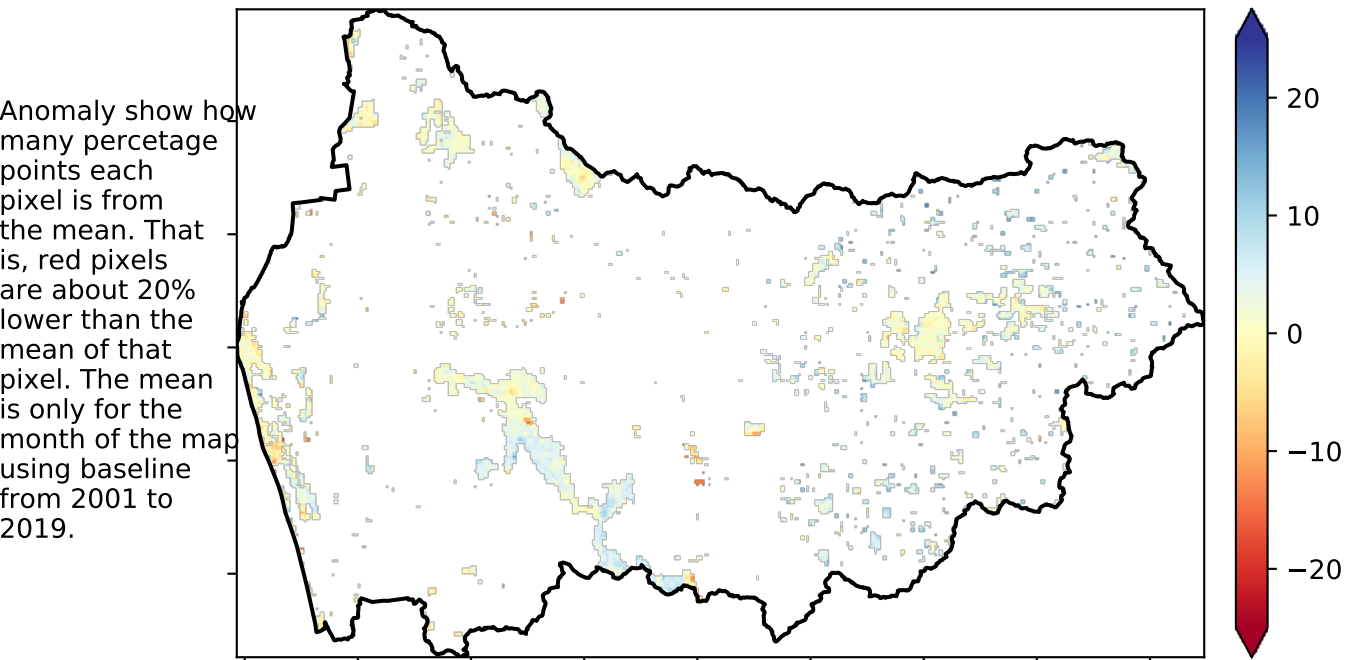 Anomaly show how
many percetage
points each
pixel is from
the mean. That
is, red pixels
are about 20%
lower than the
mean of that
pixel. The mean
is only for the
month of the map
using baseline
from 2001 to
2019.
20
10
0
−10
−20